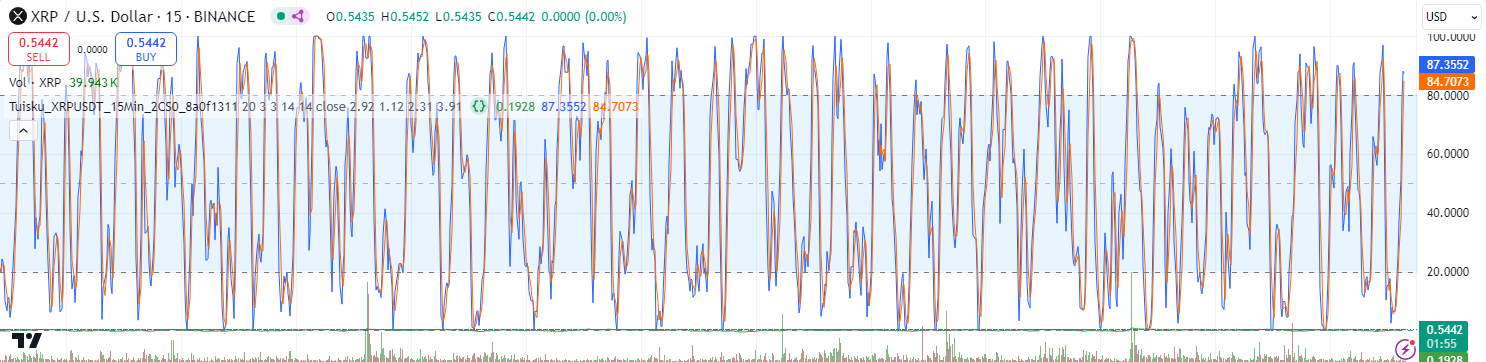 XRP / U.S. Dollar · 15 · BINANCE O0.5435 H0.5452 L0.5435 C0.5442 0.0000 (0.00%)
USD
0.5442 SELL 0.0000 0.5442 BUY
Vol · XRP 39.943 K
Tuisku_XRPUSDT_15Min_2CS0_8a0f1311 20 3 3 14 14 close 2.92 1.12 2.31 3.91 {} 0.1928 87.3552 84.7073
100.0000
87.3552
84.7073
80.0000
60.0000
40.0000
20.0000
0.5442
01:55
0.1928